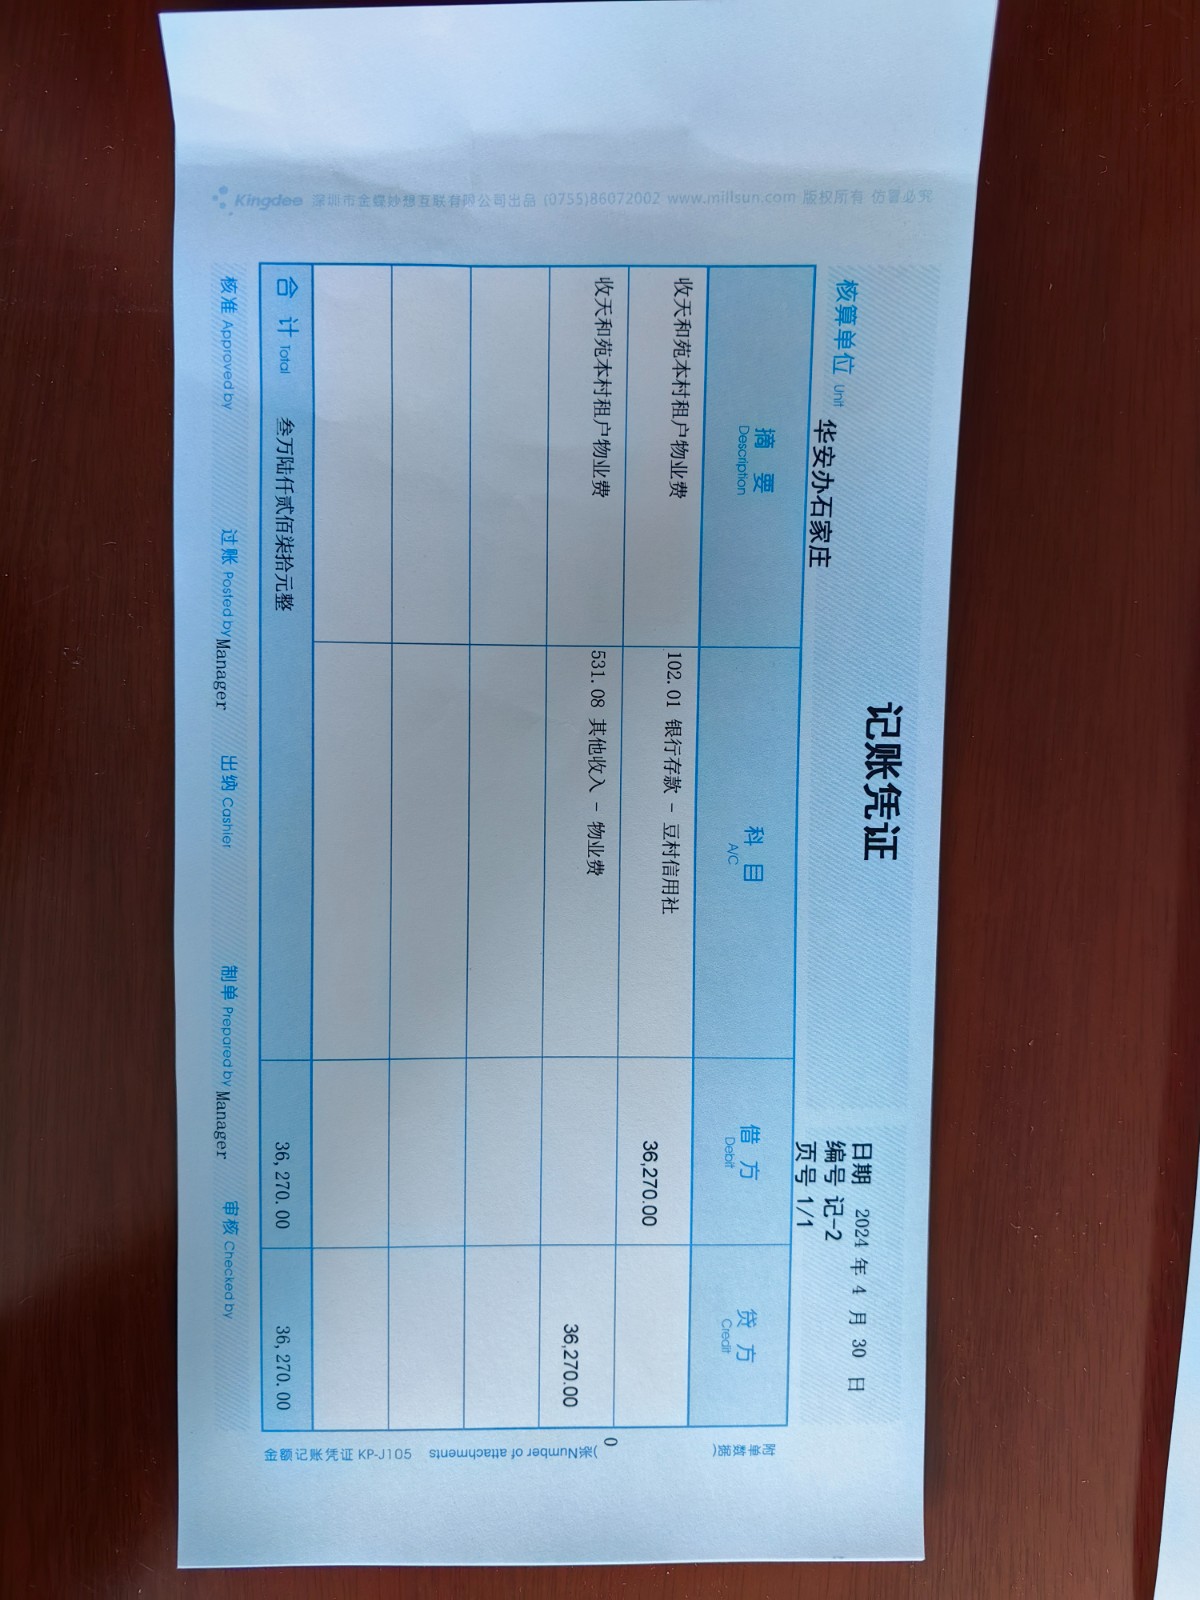 记账凭证
日期 2024 年 4 月 30 日
编号 记-2
核算单位 Unit 华安办石家庄
页号 1/1
摘 要 Description 科 目 A/C 借 方 Debit 贷 方 Credit
收天和苑本村租户物业费 102.01 银行存款 - 豆村信用社 36,270.00
收天和苑本村租户物业费 531.08 其他收入 - 物业费 36,270.00
合 计 Total 叁万陆仟贰佰柒拾元整 36,270.00 36,270.00
核准 Approved by 过账 Posted by Manager 出纳 Cashier 制单 Prepared by Manager 审核 Checked by
附单数据( 0 )张Number of attachments
金额记账凭证 KP-J105
Kingdee 深圳市金蝶妙想互联有限公司出品 (0755)86072002 www.millsun.com 版权所有 仿冒必究